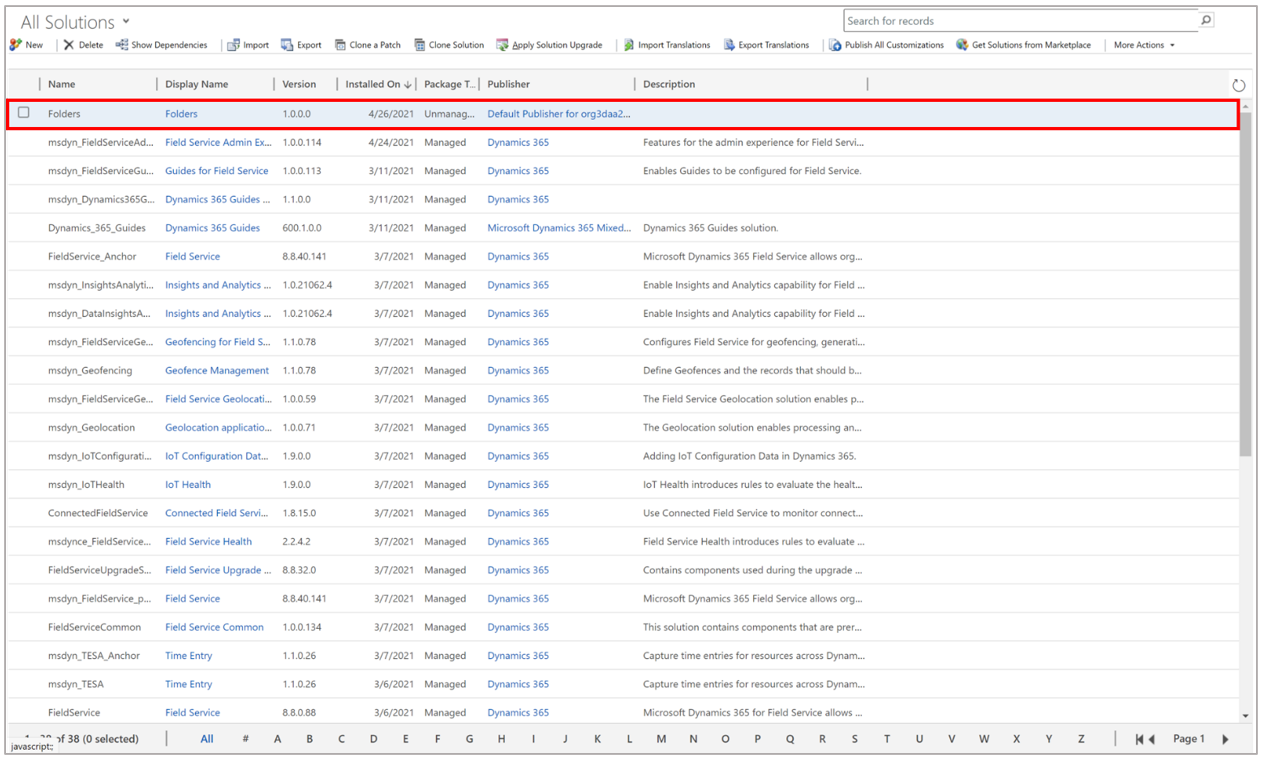 All Solutions
Search for records
New Delete Show Dependencies Import Export Clone a Patch Clone Solution Apply Solution Upgrade Import Translations Export Translations Publish All Customizations Get Solutions from Marketplace More Actions
Name Display Name Version Installed On ↓ Package T... Publisher Description
Folders Folders 1.0.0.0 4/26/2021 Unmanag... Default Publisher for org3daa2...
msdyn_FieldServiceAd... Field Service Admin Ex... 1.0.0.114 4/24/2021 Managed Dynamics 365 Features for the admin experience for Field Servi...
msdyn_FieldServiceGu... Guides for Field Service 1.0.0.113 3/11/2021 Managed Dynamics 365 Enables Guides to be configured for Field Service.
msdyn_Dynamics365G... Dynamics 365 Guides ... 1.1.0.0 3/11/2021 Managed Dynamics 365
Dynamics_365_Guides Dynamics 365 Guides 600.1.0.0 3/11/2021 Managed Microsoft Dynamics 365 Mixed... Dynamics 365 Guides solution.
FieldService_Anchor Field Service 8.8.40.141 3/7/2021 Managed Dynamics 365 Microsoft Dynamics 365 Field Service allows org...
msdyn_InsightsAnalyti... Insights and Analytics ... 1.0.21062.4 3/7/2021 Managed Dynamics 365 Enable Insights and Analytics capability for Field ...
msdyn_DataInsightsA... Insights and Analytics ... 1.0.21062.4 3/7/2021 Managed Dynamics 365 Enable Insights and Analytics capability for Field ...
msdyn_FieldServiceGe... Geofencing for Field S... 1.1.0.78 3/7/2021 Managed Dynamics 365 Configures Field Service for geofencing, generati...
msdyn_Geofencing Geofence Management 1.1.0.78 3/7/2021 Managed Dynamics 365 Define Geofences and the records that should b...
msdyn_FieldServiceGe... Field Service Geolocati... 1.0.0.59 3/7/2021 Managed Dynamics 365 The Field Service Geolocation solution enables p...
msdyn_Geolocation Geolocation applicatio... 1.0.0.71 3/7/2021 Managed Dynamics 365 The Geolocation solution enables processing an...
msdyn_IoTConfigurati... IoT Configuration Dat... 1.9.0.0 3/7/2021 Managed Dynamics 365 Adding IoT Configuration Data in Dynamics 365.
msdyn_IoTHealth IoT Health 1.9.0.0 3/7/2021 Managed Dynamics 365 IoT Health introduces rules to evaluate the healt...
ConnectedFieldService Connected Field Servi... 1.8.15.0 3/7/2021 Managed Dynamics 365 Use Connected Field Service to monitor connect...
msdynce_FieldService... Field Service Health 2.2.4.2 3/7/2021 Managed Dynamics 365 Field Service Health introduces rules to evaluate ...
FieldServiceUpgradeS... Field Service Upgrade ... 8.8.32.0 3/7/2021 Managed Dynamics 365 Contains components used during the upgrade ...
msdyn_FieldService_p... Field Service 8.8.40.141 3/7/2021 Managed Dynamics 365 Microsoft Dynamics 365 Field Service allows org...
FieldServiceCommon Field Service Common 1.0.0.134 3/7/2021 Managed Dynamics 365 This solution contains components that are prer...
msdyn_TESA_Anchor Time Entry 1.1.0.26 3/7/2021 Managed Dynamics 365 Capture time entries for resources across Dynam...
msdyn_TESA Time Entry 1.1.0.26 3/6/2021 Managed Dynamics 365 Capture time entries for resources across Dynam...
FieldService Field Service 8.8.0.88 3/6/2021 Managed Dynamics 365 Microsoft Dynamics 365 for Field Service allows ...
of 38 (0 selected) All # A B C D E F G H I J K L M N O P Q R S T U V W X Y Z Page 1
javascript:;